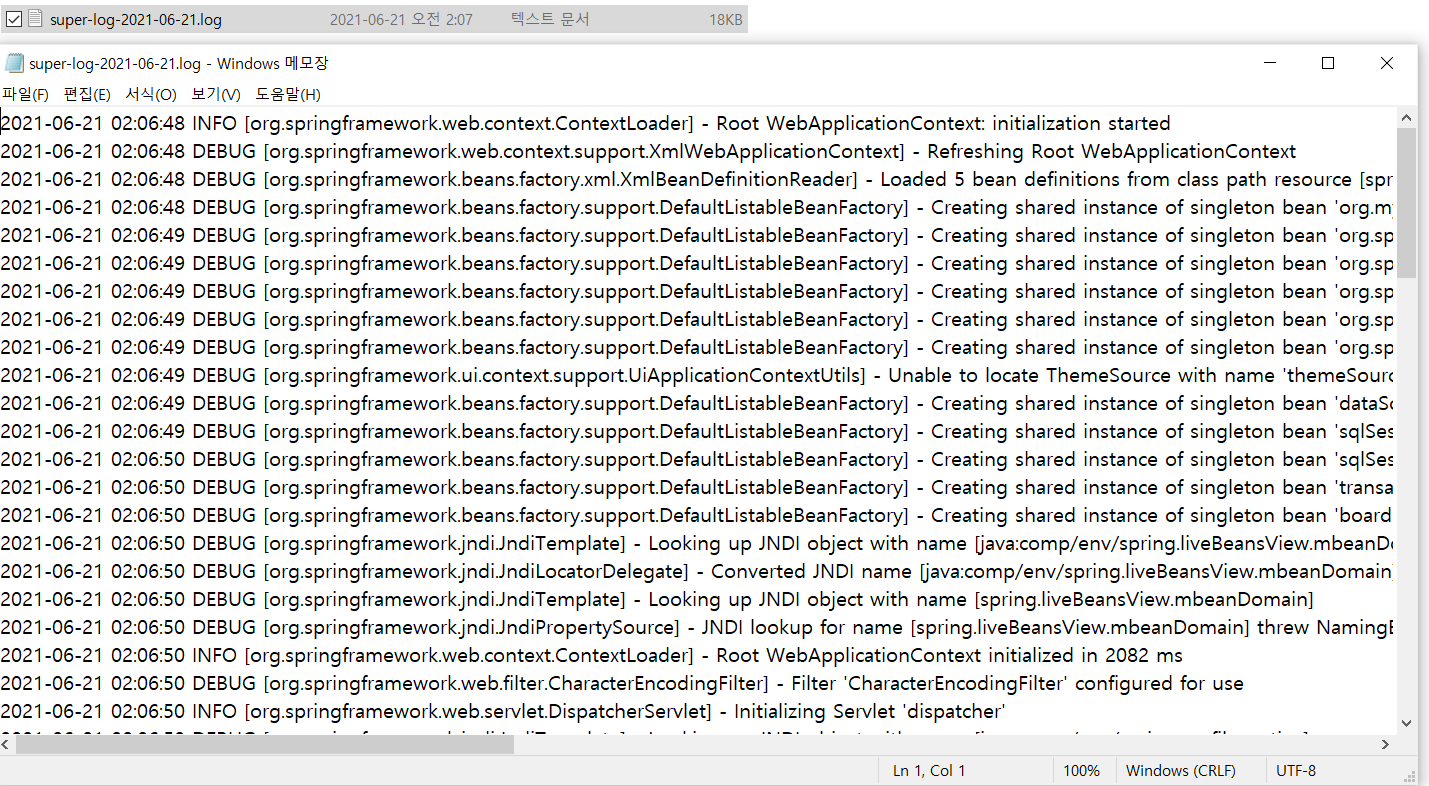 super-log-2021-06-21.log 2021-06-21 오전 2:07 텍스트 문서 18KB
super-log-2021-06-21.log - Windows 메모장
파일(F) 편집(E) 서식(O) 보기(V) 도움말(H)
2021-06-21 02:06:48 INFO [org.springframework.web.context.ContextLoader] - Root WebApplicationContext: initialization started
2021-06-21 02:06:48 DEBUG [org.springframework.web.context.support.XmlWebApplicationContext] - Refreshing Root WebApplicationContext
2021-06-21 02:06:48 DEBUG [org.springframework.beans.factory.xml.XmlBeanDefinitionReader] - Loaded 5 bean definitions from class path resource [spr
2021-06-21 02:06:48 DEBUG [org.springframework.beans.factory.support.DefaultListableBeanFactory] - Creating shared instance of singleton bean 'org.my
2021-06-21 02:06:49 DEBUG [org.springframework.beans.factory.support.DefaultListableBeanFactory] - Creating shared instance of singleton bean 'org.sp
2021-06-21 02:06:49 DEBUG [org.springframework.beans.factory.support.DefaultListableBeanFactory] - Creating shared instance of singleton bean 'org.sp
2021-06-21 02:06:49 DEBUG [org.springframework.beans.factory.support.DefaultListableBeanFactory] - Creating shared instance of singleton bean 'org.sp
2021-06-21 02:06:49 DEBUG [org.springframework.beans.factory.support.DefaultListableBeanFactory] - Creating shared instance of singleton bean 'org.sp
2021-06-21 02:06:49 DEBUG [org.springframework.beans.factory.support.DefaultListableBeanFactory] - Creating shared instance of singleton bean 'org.sp
2021-06-21 02:06:49 DEBUG [org.springframework.ui.context.support.UiApplicationContextUtils] - Unable to locate ThemeSource with name 'themeSourc
2021-06-21 02:06:49 DEBUG [org.springframework.beans.factory.support.DefaultListableBeanFactory] - Creating shared instance of singleton bean 'dataSo
2021-06-21 02:06:49 DEBUG [org.springframework.beans.factory.support.DefaultListableBeanFactory] - Creating shared instance of singleton bean 'sqlSes
2021-06-21 02:06:50 DEBUG [org.springframework.beans.factory.support.DefaultListableBeanFactory] - Creating shared instance of singleton bean 'sqlSes
2021-06-21 02:06:50 DEBUG [org.springframework.beans.factory.support.DefaultListableBeanFactory] - Creating shared instance of singleton bean 'transa
2021-06-21 02:06:50 DEBUG [org.springframework.beans.factory.support.DefaultListableBeanFactory] - Creating shared instance of singleton bean 'board
2021-06-21 02:06:50 DEBUG [org.springframework.jndi.JndiTemplate] - Looking up JNDI object with name [java:comp/env/spring.liveBeansView.mbeanDo
2021-06-21 02:06:50 DEBUG [org.springframework.jndi.JndiLocatorDelegate] - Converted JNDI name [java:comp/env/spring.liveBeansView.mbeanDomain]
2021-06-21 02:06:50 DEBUG [org.springframework.jndi.JndiTemplate] - Looking up JNDI object with name [spring.liveBeansView.mbeanDomain]
2021-06-21 02:06:50 DEBUG [org.springframework.jndi.JndiPropertySource] - JNDI lookup for name [spring.liveBeansView.mbeanDomain] threw NamingE
2021-06-21 02:06:50 INFO [org.springframework.web.context.ContextLoader] - Root WebApplicationContext initialized in 2082 ms
2021-06-21 02:06:50 DEBUG [org.springframework.web.filter.CharacterEncodingFilter] - Filter 'CharacterEncodingFilter' configured for use
2021-06-21 02:06:50 INFO [org.springframework.web.servlet.DispatcherServlet] - Initializing Servlet 'dispatcher'
Ln 1, Col 1 100% Windows (CRLF) UTF-8